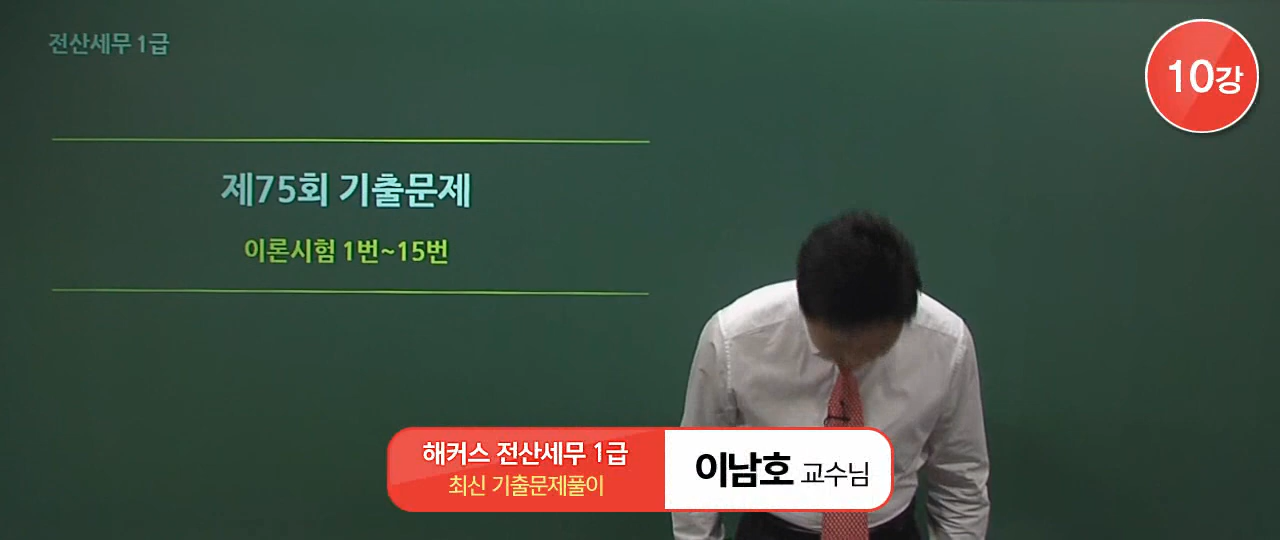 전산세무 1급
10강
제75회 기출문제
이론시험 1번~15번
해커스 전산세무 1급
최신 기출문제풀이
이남호 교수님